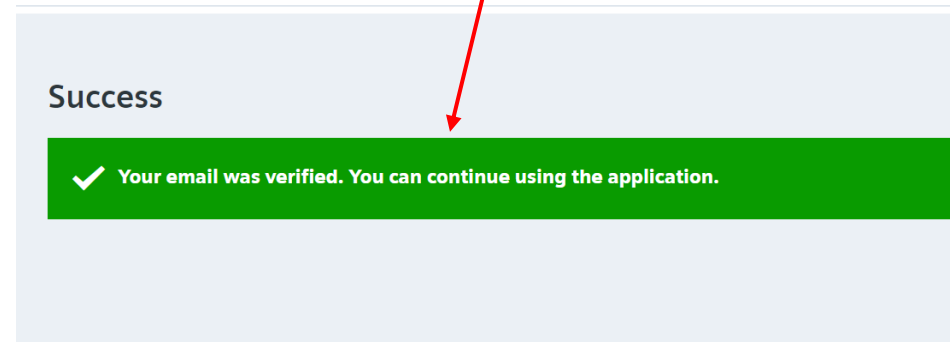 Success
Your email was verified. You can continue using the application.